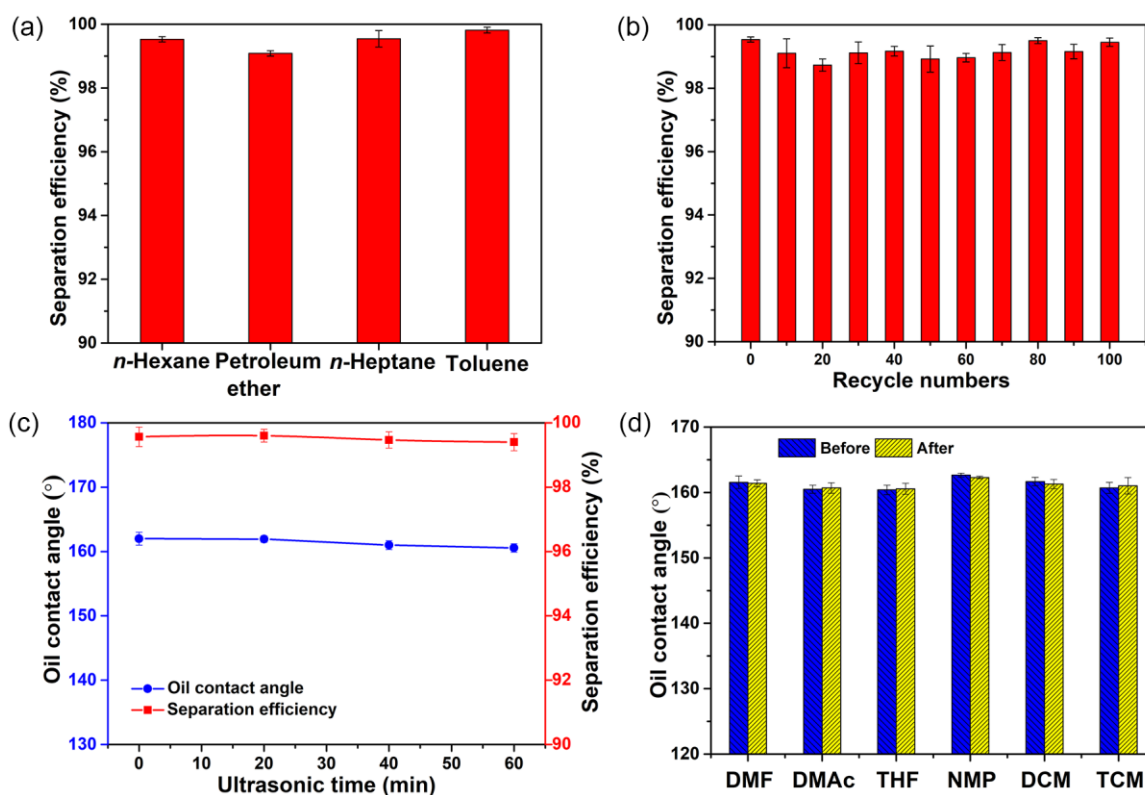 (a)
Separation efficiency (%)
100
98
96
94
92
90
n-Hexane Petroleum n-Heptane Toluene
ether
(b)
Separation efficiency (%)
100
98
96
94
92
90
0 20 40 60 80 100
Recycle numbers
(c)
Oil contact angle (°)
180
170
160
150
140
130
Oil contact angle
Separation efficiency
0 10 20 30 40 50 60
Ultrasonic time (min)
100
98
96
94
92
90
Separation efficiency (%)
(d)
Oil contact angle (°)
170
160
150
140
130
120
Before After
DMF DMAc THF NMP DCM TCM